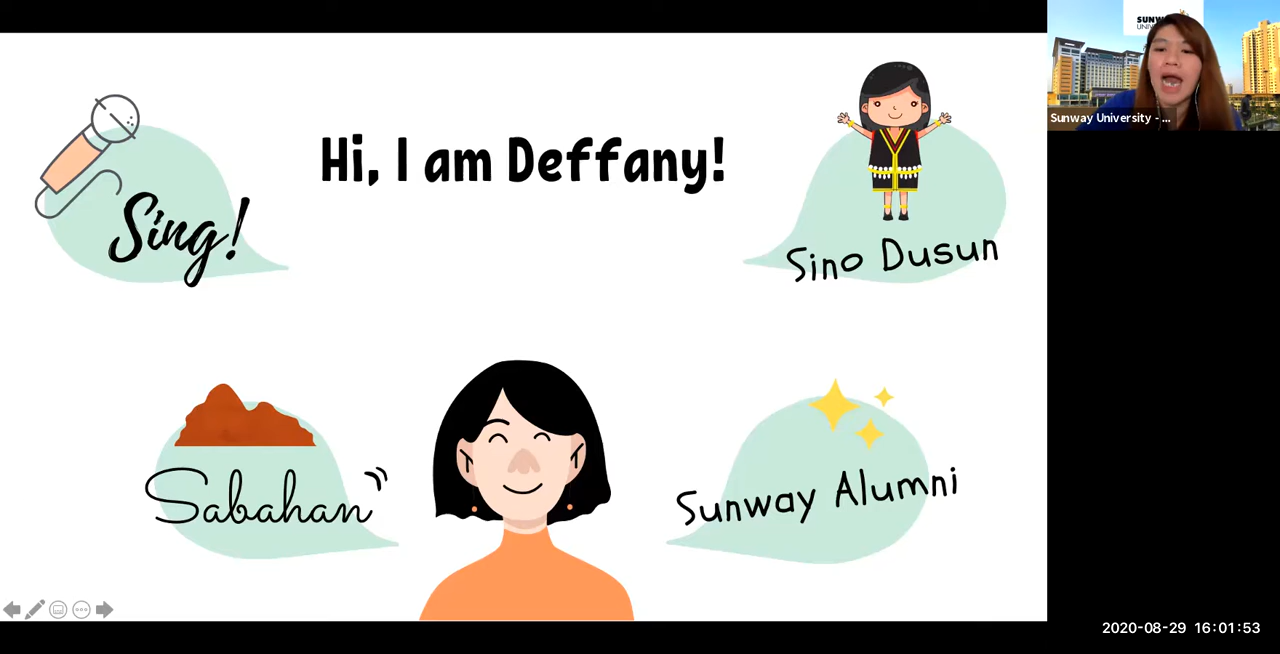 Hi, I am Deffany!
Sing!
Sino Dusun
Sabahan
Sunway Alumni
Sunway University - ...
2020-08-29 16:01:53